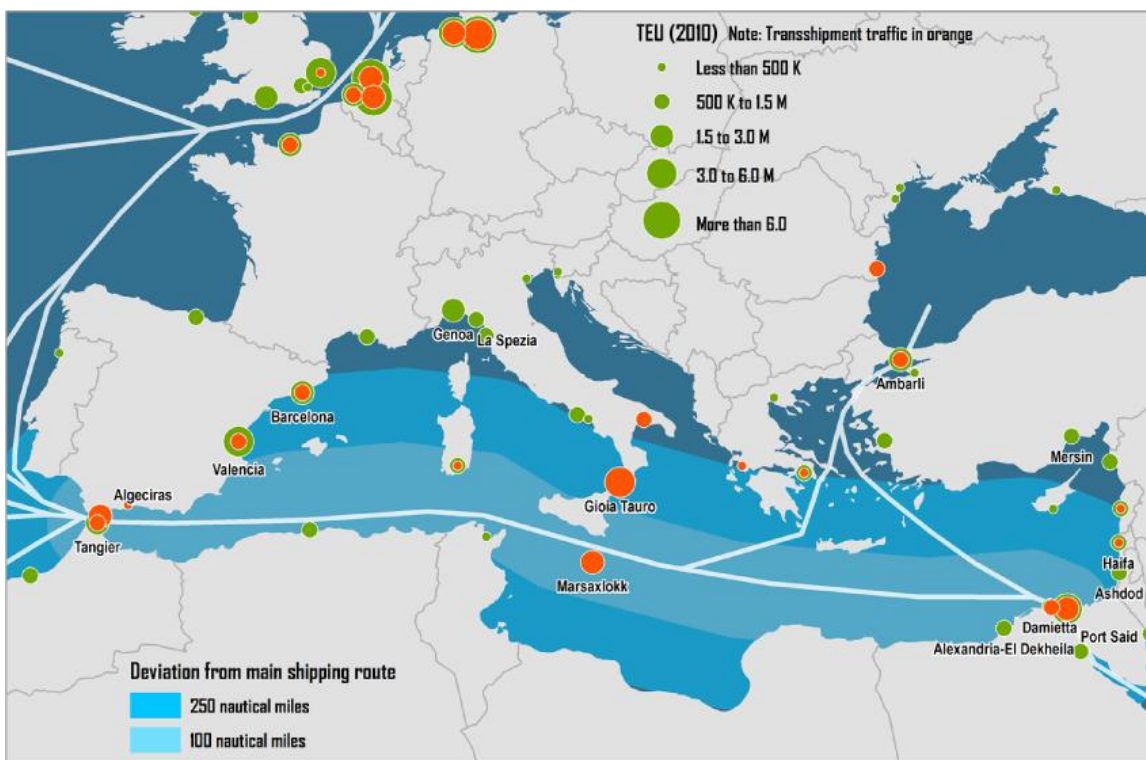 TEU (2010) Note: Transshipment traffic in orange
Less than 500 K
500 K to 1.5 M
1.5 to 3.0 M
3.0 to 6.0 M
More than 6.0
Genoa
La Spezia
Ambarli
Barcelona
Valencia
Mersin
Algeciras
Gioia Tauro
Tangier
Marsaxlokk
Haifa
Ashdod
Damietta
Port Said
Alexandria-El Dekheila
Deviation from main shipping route
250 nautical miles
100 nautical miles